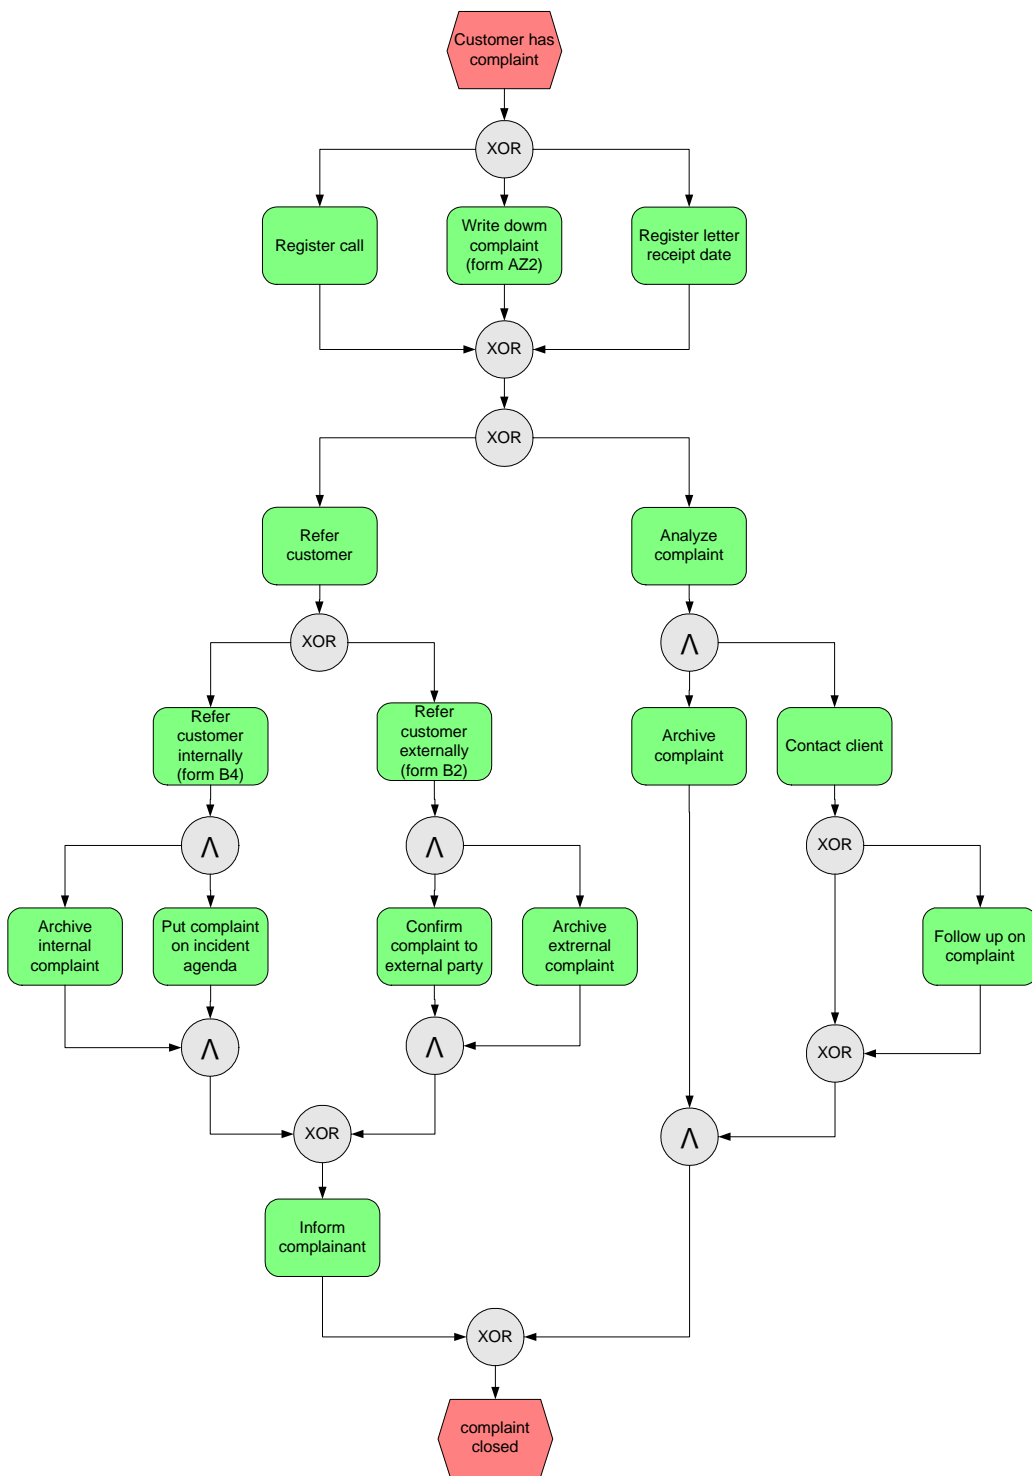 Customer has
complaint
XOR
Register call
Write dowm
complaint
(form AZ2)
Register letter
receipt date
XOR
XOR
Refer
customer
Analyze
complaint
XOR
Λ
Refer
customer
internally
(form B4)
Refer
customer
externally
(form B2)
Archive
complaint
Contact client
Λ
Λ
XOR
Archive
internal
complaint
Put complaint
on incident
agenda
Confirm
complaint to
external party
Archive
extrernal
complaint
Follow up on
complaint
Λ
Λ
XOR
XOR
Λ
Inform
complainant
XOR
complaint
closed